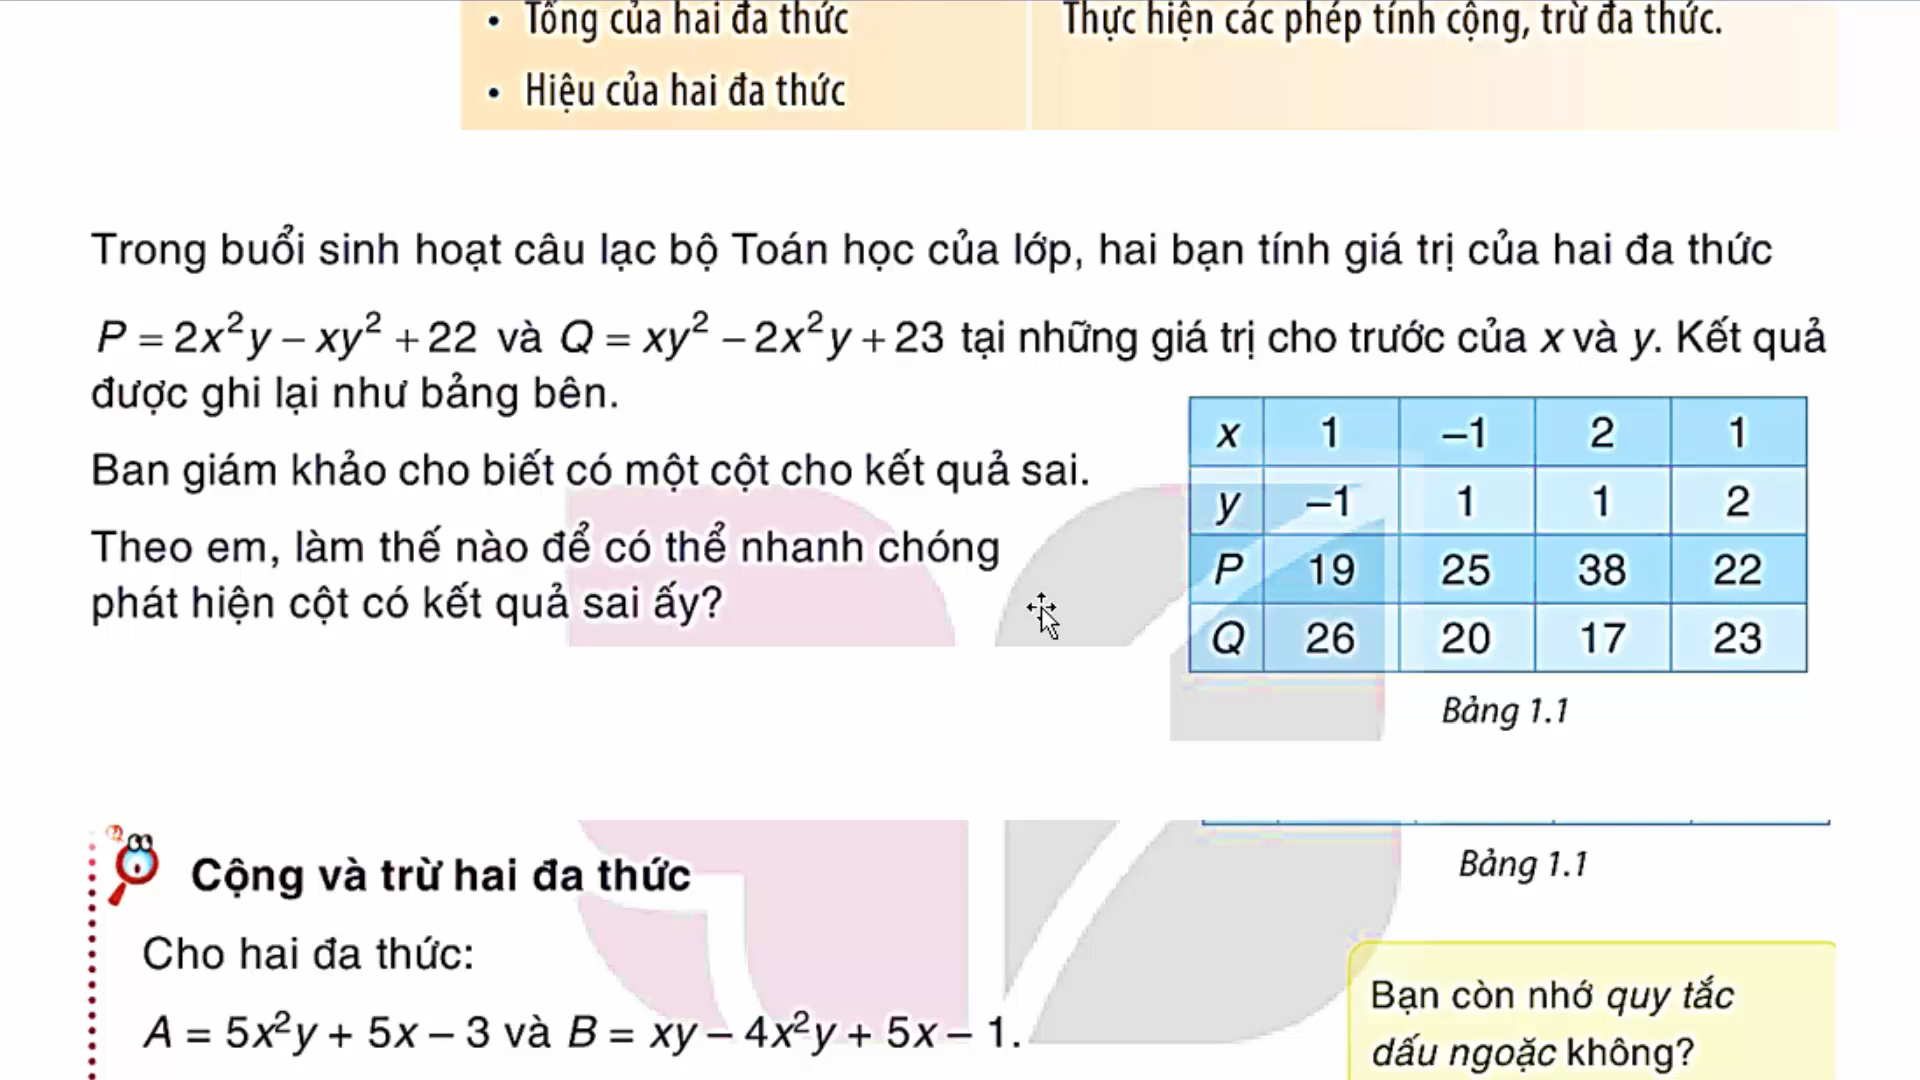 • Tổng của hai đa thức
Thực hiện các phép tính cộng, trừ đa thức.
• Hiệu của hai đa thức
Trong buổi sinh hoạt câu lạc bộ Toán học của lớp, hai bạn tính giá trị của hai đa thức
P = 2x²y – xy² + 22 và Q = xy² – 2x²y + 23 tại những giá trị cho trước của x và y. Kết quả
được ghi lại như bảng bên.
Ban giám khảo cho biết có một cột cho kết quả sai.
Theo em, làm thế nào để có thể nhanh chóng
phát hiện cột có kết quả sai ấy?
x 1 –1 2 1
y –1 1 1 2
P 19 25 38 22
Q 26 20 17 23
Bảng 1.1
Bảng 1.1
Cộng và trừ hai đa thức
Cho hai đa thức:
A = 5x²y + 5x – 3 và B = xy – 4x²y + 5x – 1.
Bạn còn nhớ quy tắc
dấu ngoặc không?